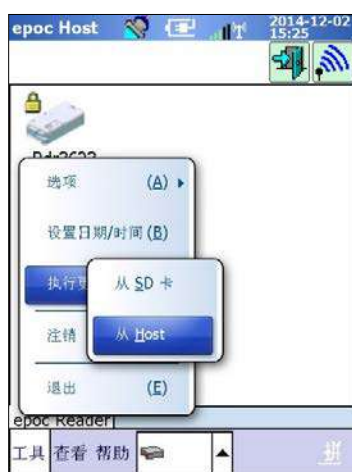 epoc Host 2014-12-02
15:25
选项 (A)
设置日期/时间(B)
执行
从 SD 卡
注销 从 Host
退出 (E)
epoc Reader
工具 查看 帮助 拼